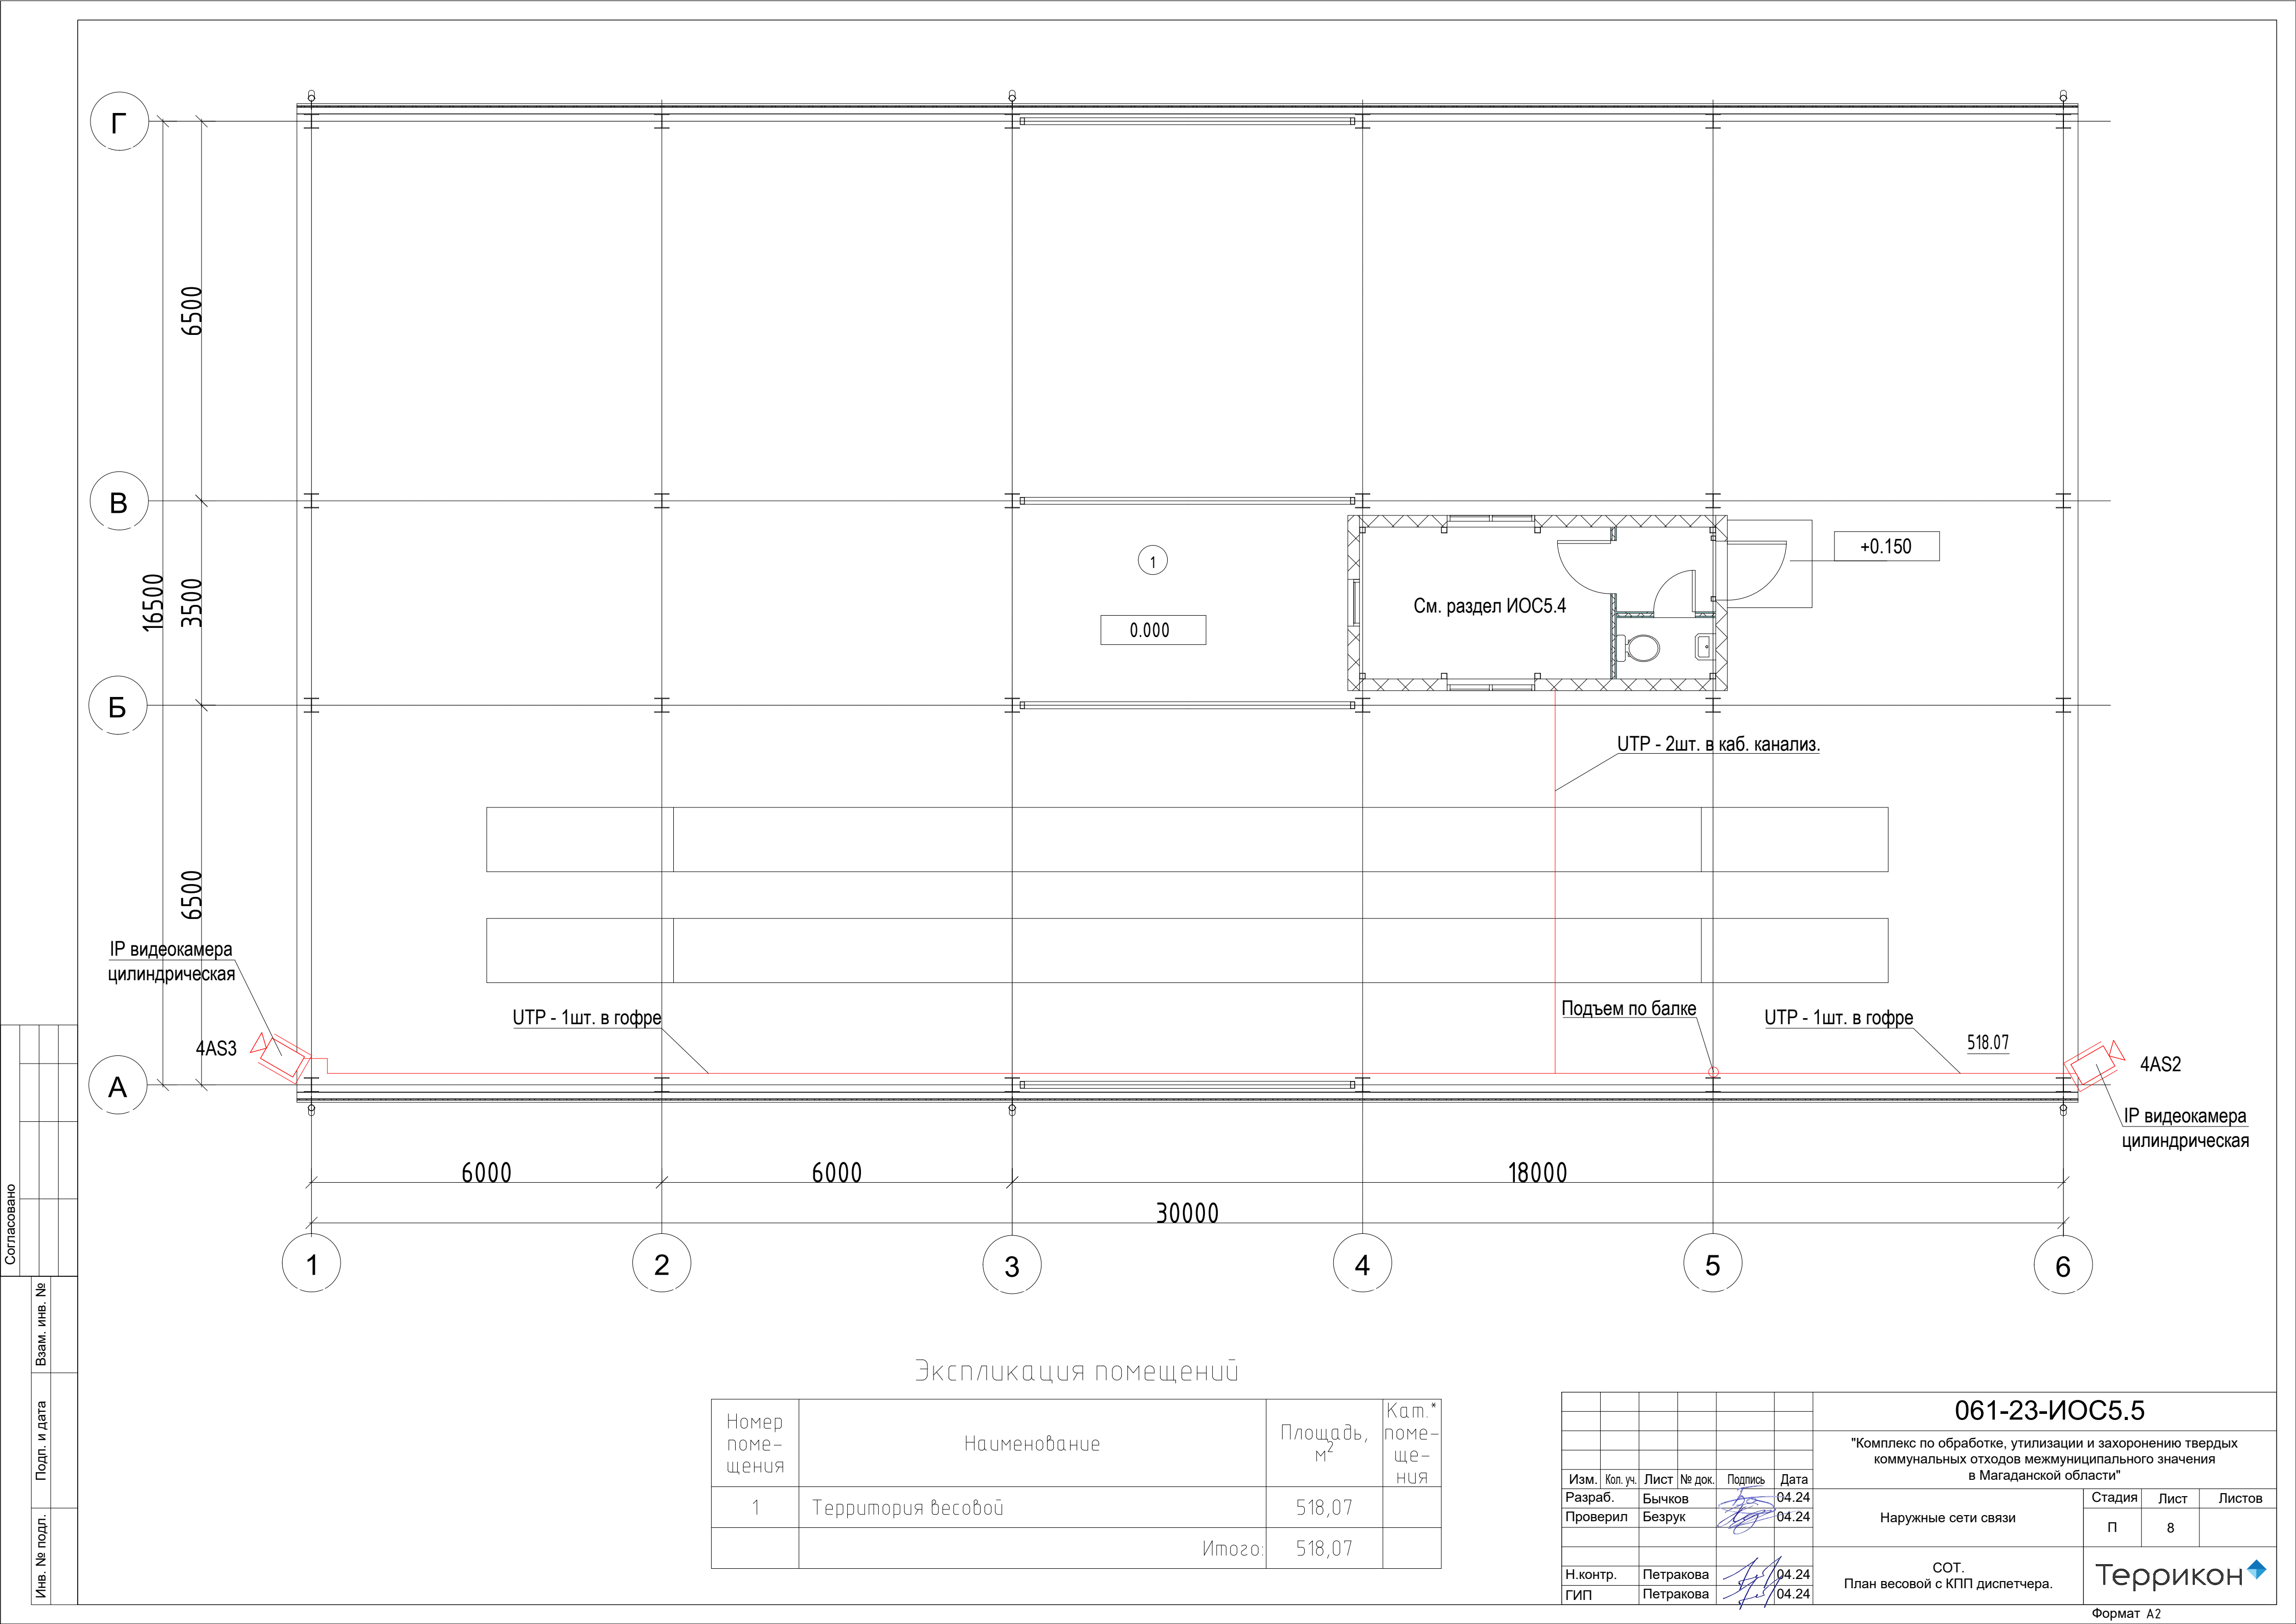 Г
В
Б
А
6500
3500
16500
6500
1
0.000
См. раздел ИОС5.4
+0.150
UTP - 2шт. в каб. канализ.
IP видеокамера
цилиндрическая
4AS3
UTP - 1шт. в гофре
Подъем по балке
UTP - 1шт. в гофре
518.07
4AS2
IP видеокамера
цилиндрическая
6000
6000
18000
30000
1
2
3
4
5
6
Согласовано
Взам. инв. №
Подп. и дата
Инв. № подл.
Экспликация помещений
Номер
поме-
щения
Наименование
Площадь,
м2
Кат.*
поме-
ще-
ния
1
Территория весовой
518,07
Итого:
518,07
061-23-ИОС5.5
"Комплекс по обработке, утилизации и захоронению твердых
коммунальных отходов межмуниципального значения
в Магаданской области"
Изм. Кол. уч. Лист № док. Подпись Дата
Разраб. Бычков 04.24
Проверил Безрук 04.24
Н.контр. Петракова 04.24
ГИП Петракова 04.24
Наружные сети связи
Стадия Лист Листов
П 8
СОТ.
План весовой с КПП диспетчера.
Террикон
Формат А2